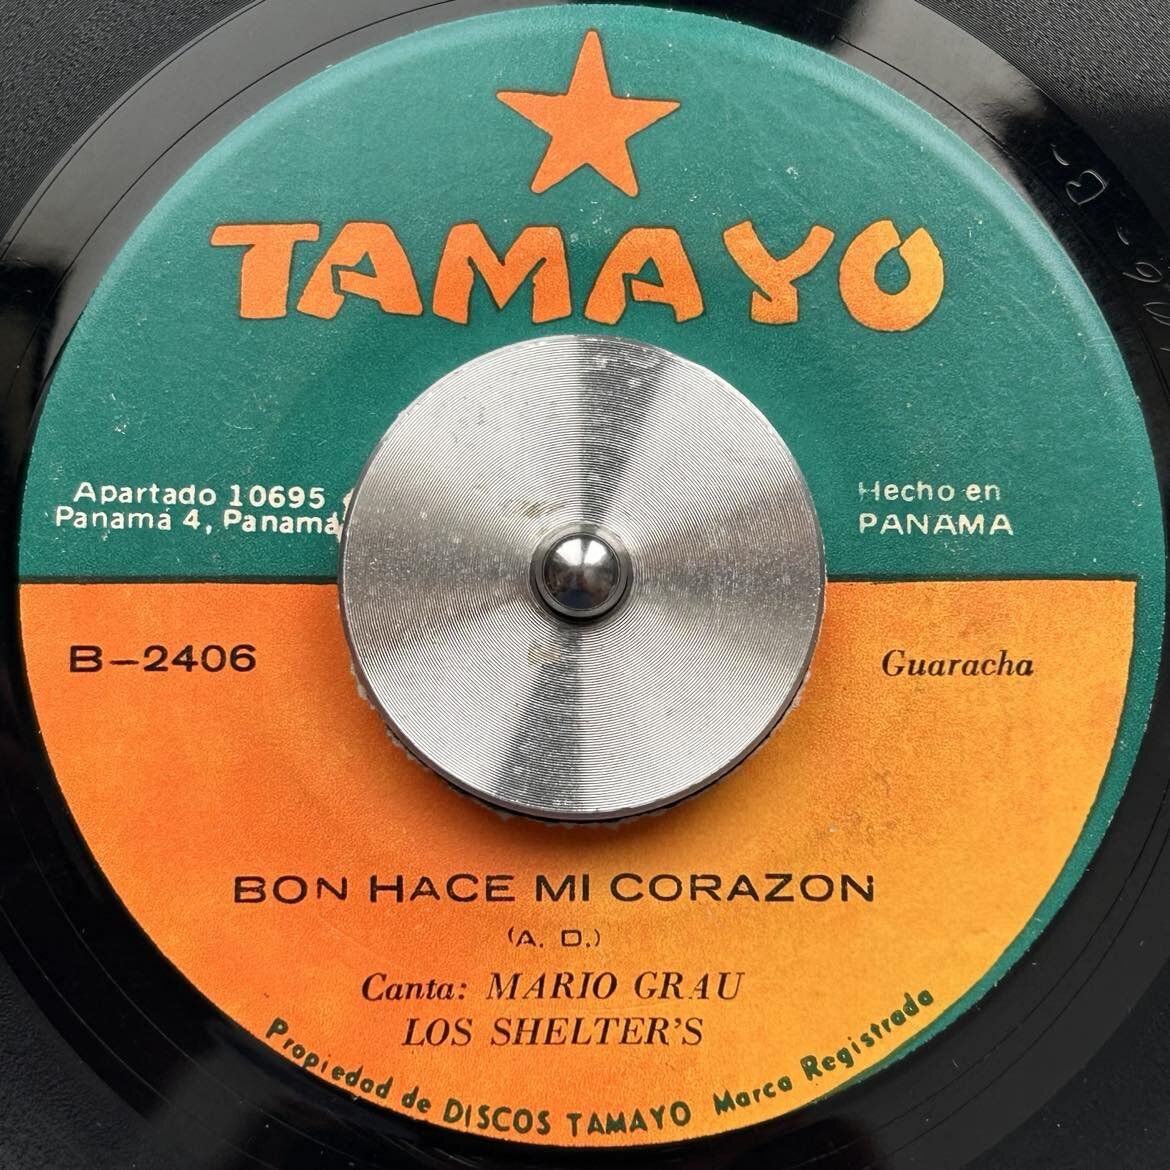 TAMAYO
Apartado 10695
Panamá 4, Panamá
Hecho en
PANAMA
B-2406
Guaracha
BON HACE MI CORAZON
(A. D.)
Canta: MARIO GRAU
LOS SHELTER'S
Propiedad de DISCOS TAMAYO Marca Registrada